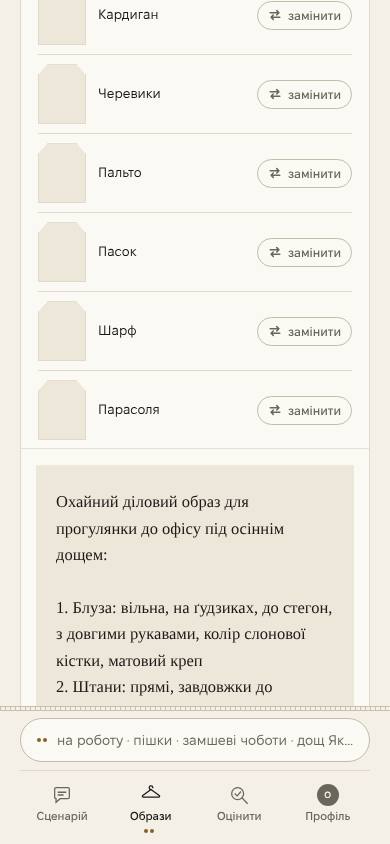 Кардиган
замінити
Черевики
замінити
Пальто
замінити
Пасок
замінити
Шарф
замінити
Парасоля
замінити
Охайний діловий образ для
прогулянки до офісу під осіннім
дощем:
1. Блуза: вільна, на ґудзиках, до стегон,
з довгими рукавами, колір слонової
кістки, матовий креп
2. Штани: прямі, завдовжки до
на роботу · пішки · замшеві чоботи · дощ Як...
Сценарій
Образи
Оцінити
О
Профіль